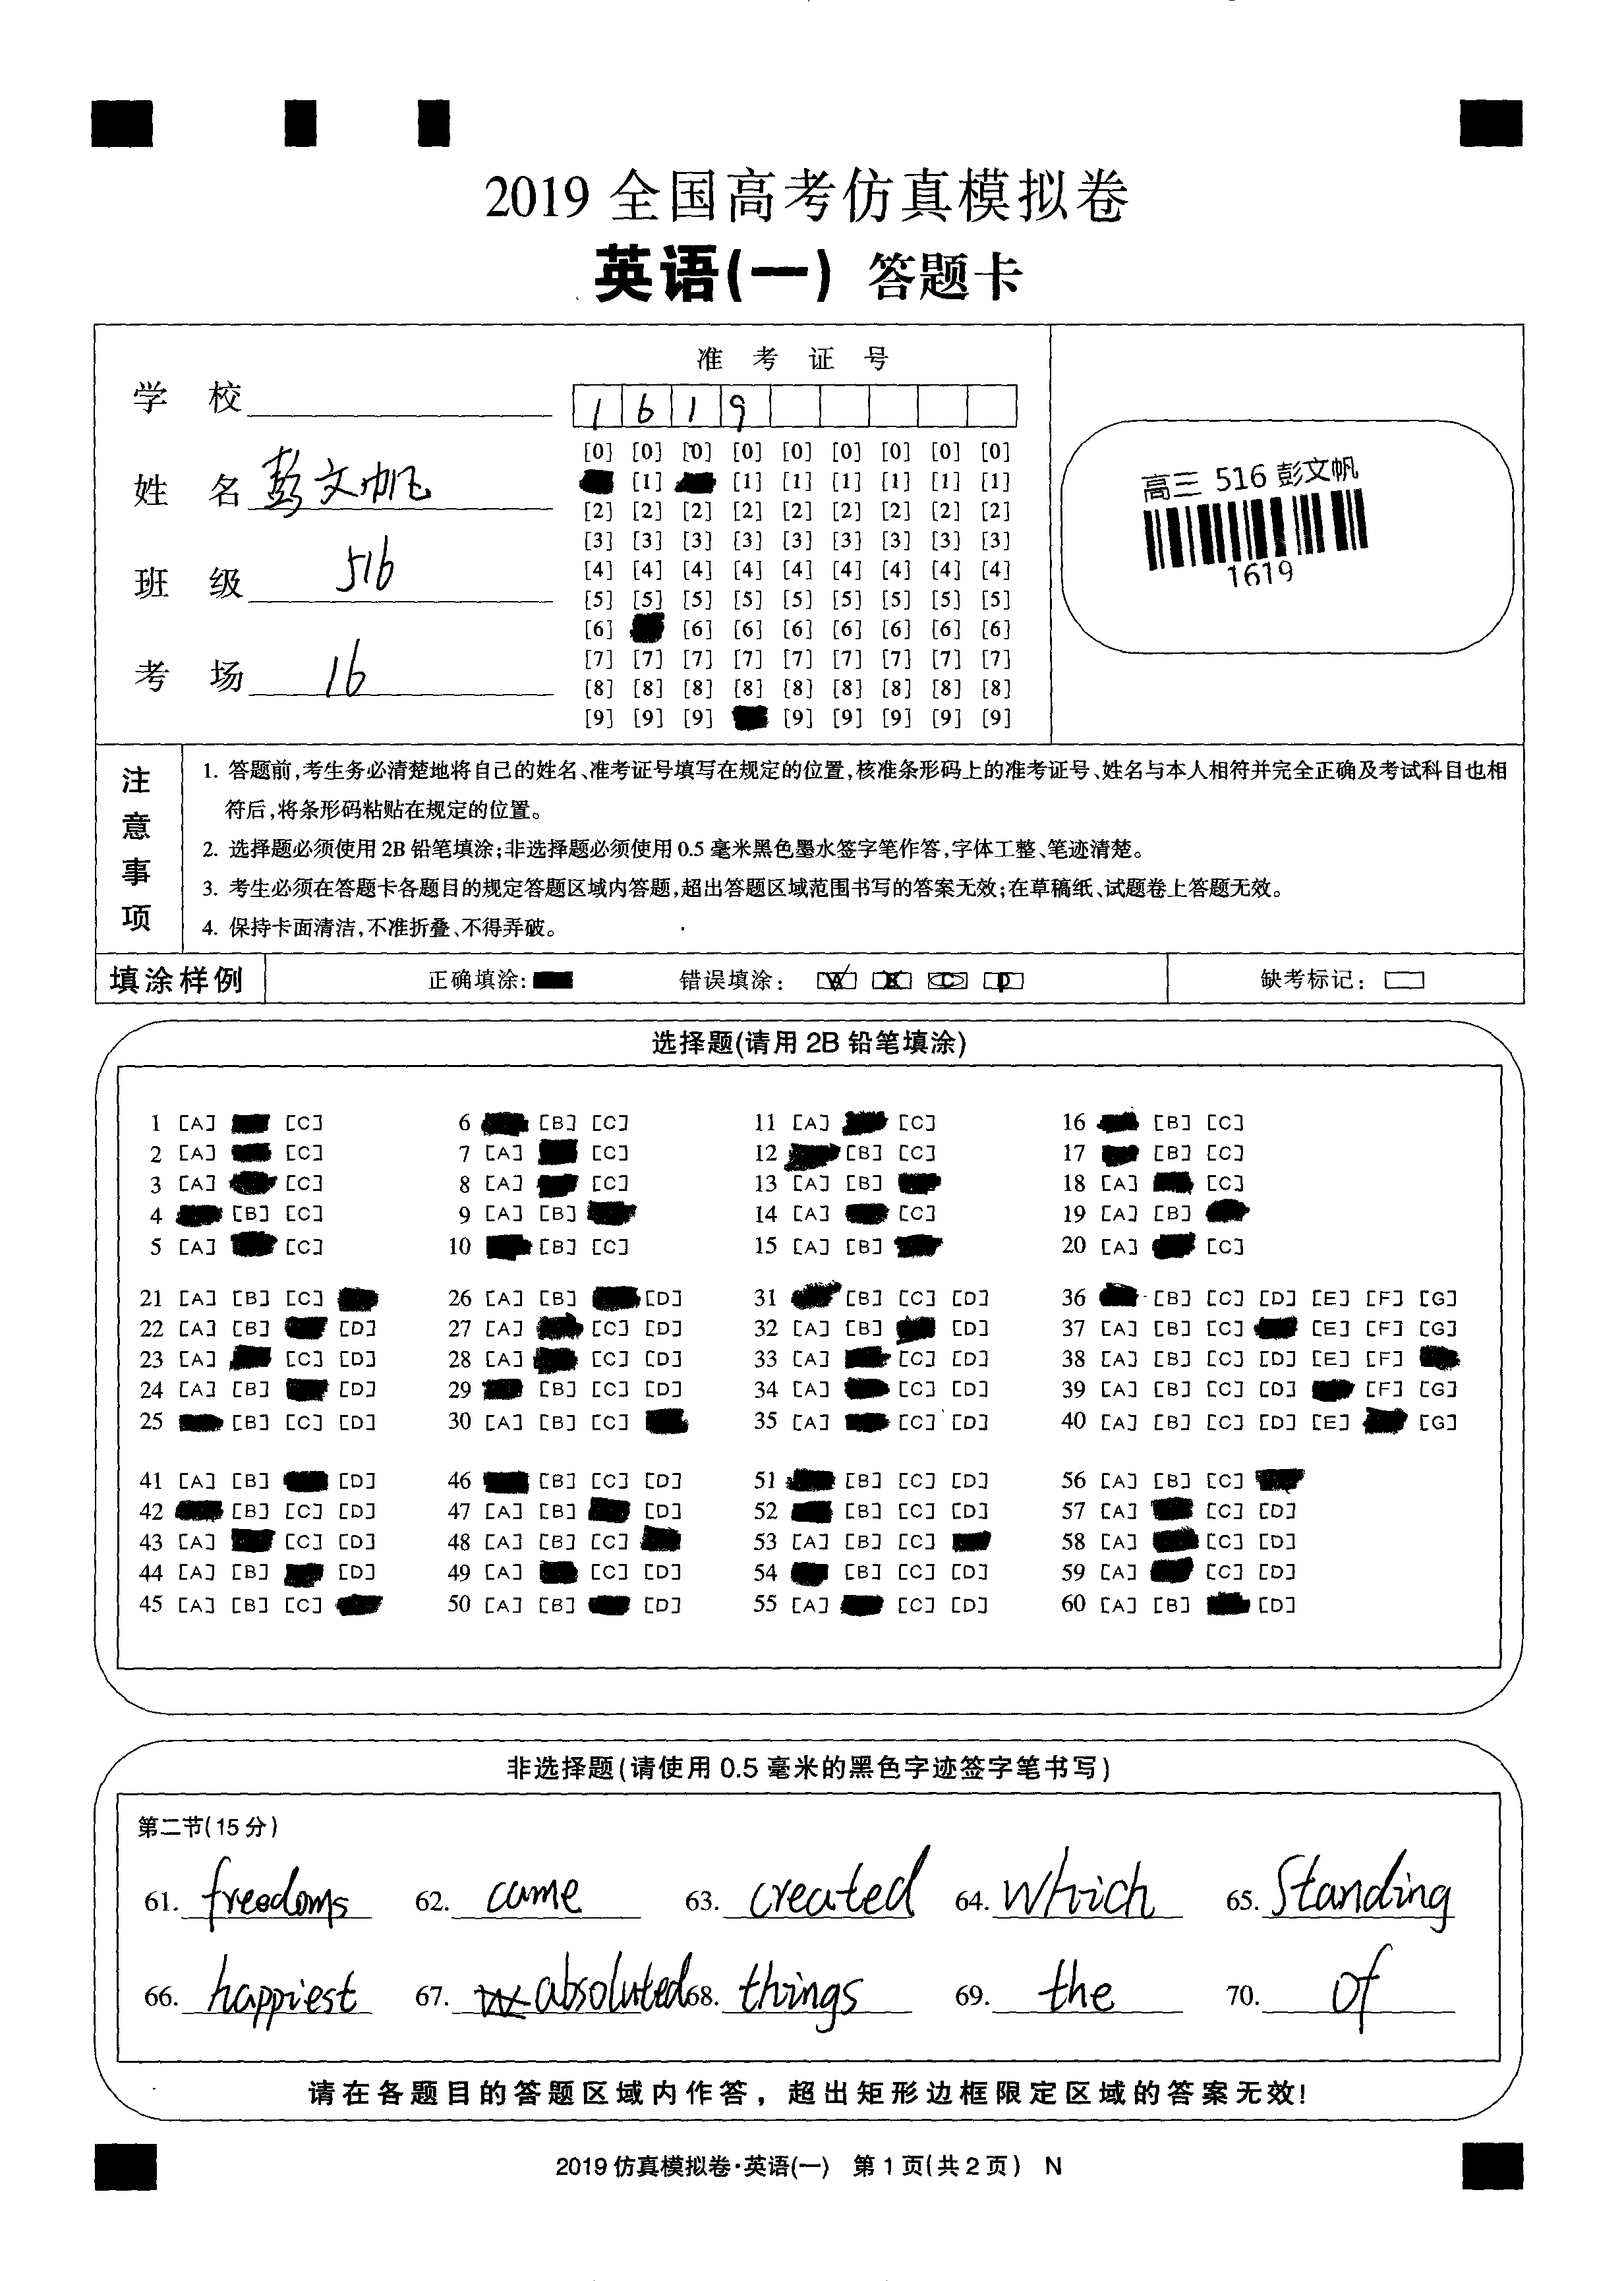 2019 全国高考仿真模拟卷
英语(一) 答题卡
准 考 证 号
学 校
1 6 1 9
姓 名 彭文帆
班 级 516
考 场 16
[0] [0] [0] [0] [0] [0] [0] [0] [0]
[1] [1] [1] [1] [1] [1] [1]
[2] [2] [2] [2] [2] [2] [2] [2] [2]
[3] [3] [3] [3] [3] [3] [3] [3] [3]
[4] [4] [4] [4] [4] [4] [4] [4] [4]
[5] [5] [5] [5] [5] [5] [5] [5] [5]
[6] [6] [6] [6] [6] [6] [6] [6]
[7] [7] [7] [7] [7] [7] [7] [7] [7]
[8] [8] [8] [8] [8] [8] [8] [8] [8]
[9] [9] [9] [9] [9] [9] [9] [9]
高三 516 彭文帆
1619
注意事项
1. 答题前,考生务必清楚地将自己的姓名、准考证号填写在规定的位置,核准条形码上的准考证号、姓名与本人相符并完全正确及考试科目也相
符后,将条形码粘贴在规定的位置。
2. 选择题必须使用 2B 铅笔填涂;非选择题必须使用 0.5 毫米黑色墨水签字笔作答,字体工整、笔迹清楚。
3. 考生必须在答题卡各题目的规定答题区域内答题,超出答题区域范围书写的答案无效;在草稿纸、试题卷上答题无效。
4. 保持卡面清洁,不准折叠、不得弄破。
填涂样例 正确填涂: 错误填涂: [A] [B] [C] [D] 缺考标记:
选择题(请用 2B 铅笔填涂)
1 [A] [C] 6 [B] [C] 11 [A] [C] 16 [B] [C]
2 [A] [C] 7 [A] [C] 12 [B] [C] 17 [B] [C]
3 [A] [C] 8 [A] [C] 13 [A] [B] 18 [A] [C]
4 [B] [C] 9 [A] [B] 14 [A] [C] 19 [A] [B]
5 [A] [C] 10 [B] [C] 15 [A] [B] 20 [A] [C]
21 [A] [B] [C] 26 [A] [B] [D] 31 [B] [C] [D] 36 [B] [C] [D] [E] [F] [G]
22 [A] [B] [D] 27 [A] [C] [D] 32 [A] [B] [D] 37 [A] [B] [C] [E] [F] [G]
23 [A] [C] [D] 28 [A] [C] [D] 33 [A] [C] [D] 38 [A] [B] [C] [D] [E] [F]
24 [A] [B] [D] 29 [B] [C] [D] 34 [A] [C] [D] 39 [A] [B] [C] [D] [F] [G]
25 [B] [C] [D] 30 [A] [B] [C] 35 [A] [C] [D] 40 [A] [B] [C] [D] [E] [G]
41 [A] [B] [D] 46 [B] [C] [D] 51 [B] [C] [D] 56 [A] [B] [C]
42 [B] [C] [D] 47 [A] [B] [D] 52 [B] [C] [D] 57 [A] [C] [D]
43 [A] [C] [D] 48 [A] [B] [C] 53 [A] [B] [C] 58 [A] [C] [D]
44 [A] [B] [D] 49 [A] [C] [D] 54 [B] [C] [D] 59 [A] [C] [D]
45 [A] [B] [C] 50 [A] [B] [D] 55 [A] [C] [D] 60 [A] [B] [D]
非选择题(请使用 0.5 毫米的黑色字迹签字笔书写)
第二节(15 分)
61. freedoms 62. came 63. created 64. which 65. Standing
66. happiest 67. absoluted 68. things 69. the 70. of
请在各题目的答题区域内作答，超出矩形边框限定区域的答案无效!
2019 仿真模拟卷·英语(一) 第 1 页(共 2 页) N